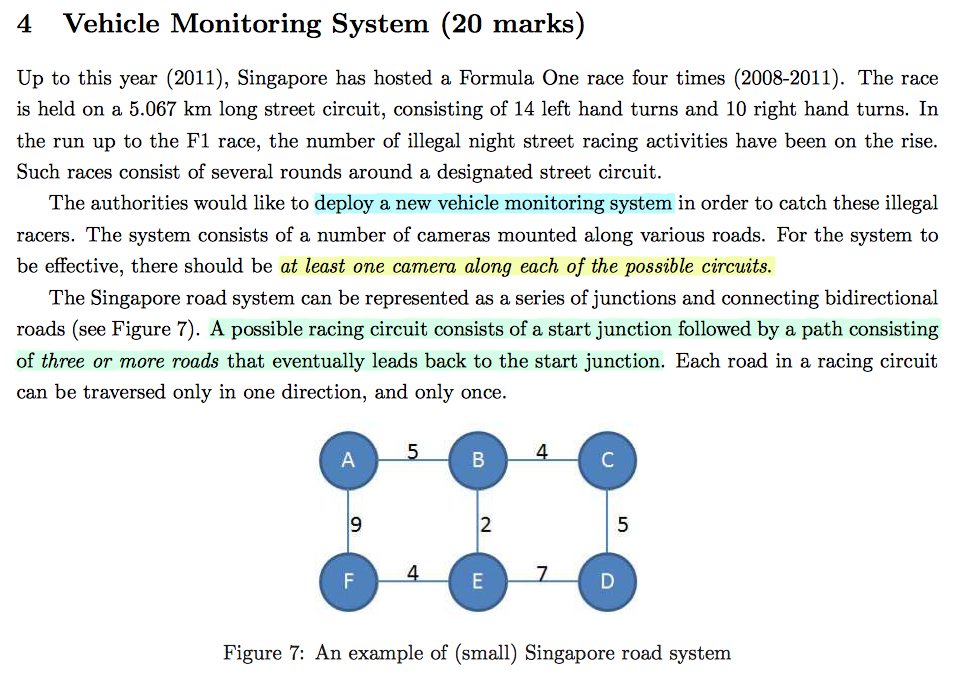 4 Vehicle Monitoring System (20 marks)
Up to this year (2011), Singapore has hosted a Formula One race four times (2008-2011). The race
is held on a 5.067 km long street circuit, consisting of 14 left hand turns and 10 right hand turns. In
the run up to the F1 race, the number of illegal night street racing activities have been on the rise.
Such races consist of several rounds around a designated street circuit.
The authorities would like to deploy a new vehicle monitoring system in order to catch these illegal
racers. The system consists of a number of cameras mounted along various roads. For the system to
be effective, there should be at least one camera along each of the possible circuits.
The Singapore road system can be represented as a series of junctions and connecting bidirectional
roads (see Figure 7). A possible racing circuit consists of a start junction followed by a path consisting
of three or more roads that eventually leads back to the start junction. Each road in a racing circuit
can be traversed only in one direction, and only once.
A 5 B 4 C
9 2 5
F 4 E 7 D
Figure 7: An example of (small) Singapore road system